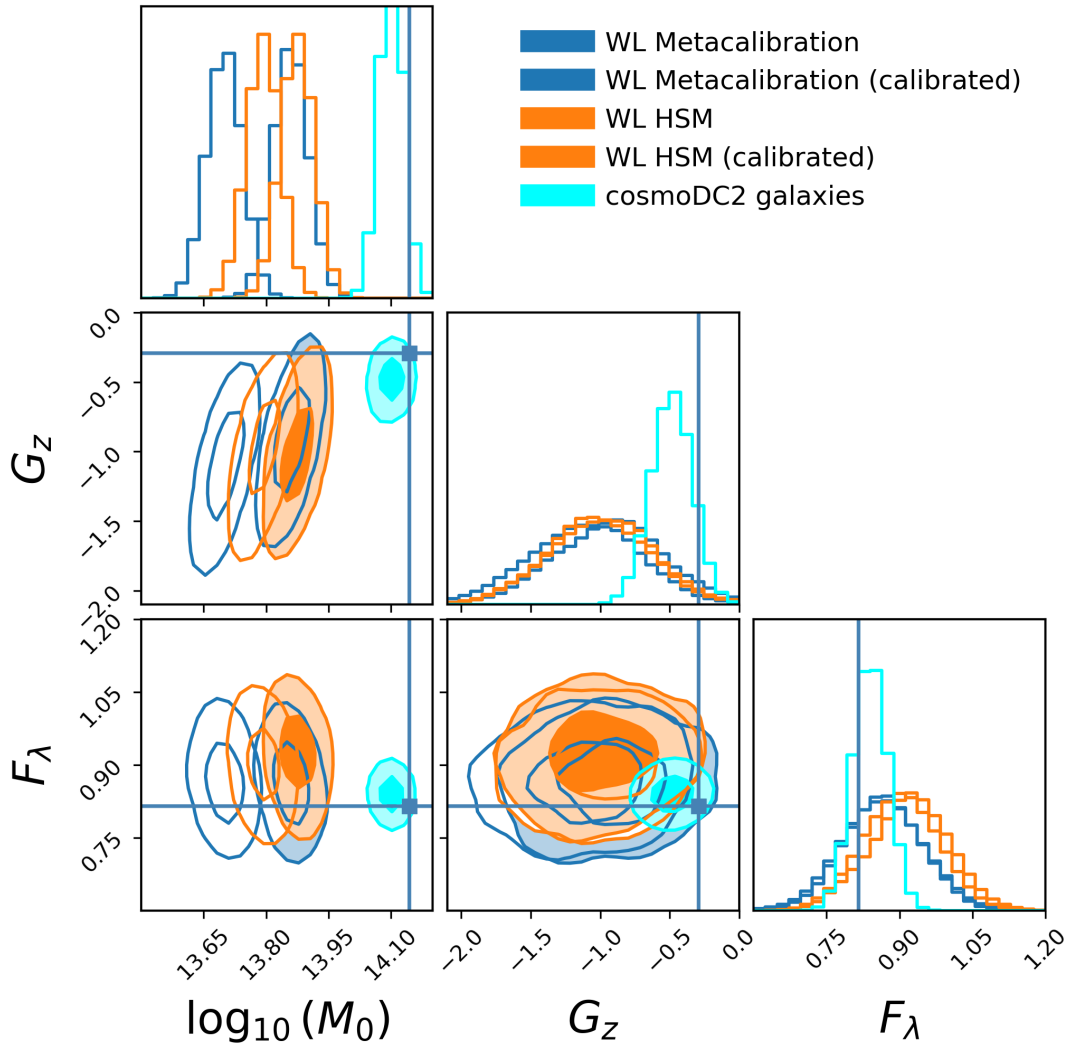 WL Metacalibration
WL Metacalibration (calibrated)
WL HSM
WL HSM (calibrated)
cosmoDC2 galaxies
0.0
−0.5
−1.0
−1.5
−2.0
G_z
1.20
1.05
0.90
0.75
F_λ
13.65 13.80 13.95 14.10
−2.0 −1.5 −1.0 −0.5 0.0
0.75 0.90 1.05 1.20
log₁₀ (M₀) G_z F_λ